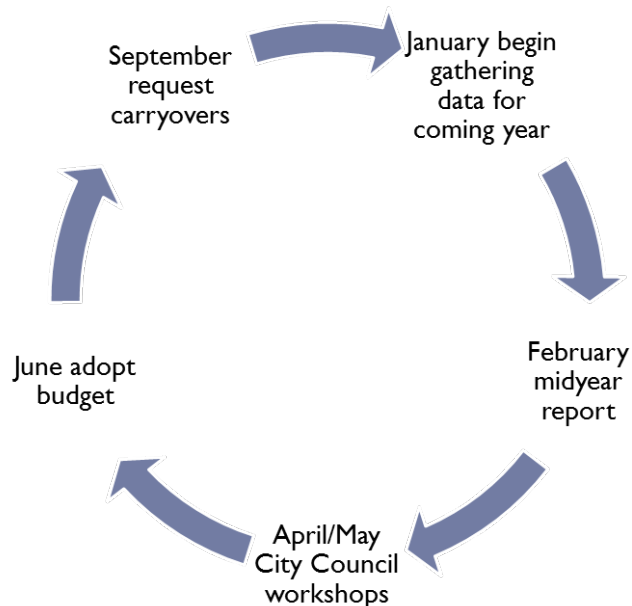 September
request
carryovers
January begin
gathering
data for
coming year
February
midyear
report
April/May
City Council
workshops
June adopt
budget